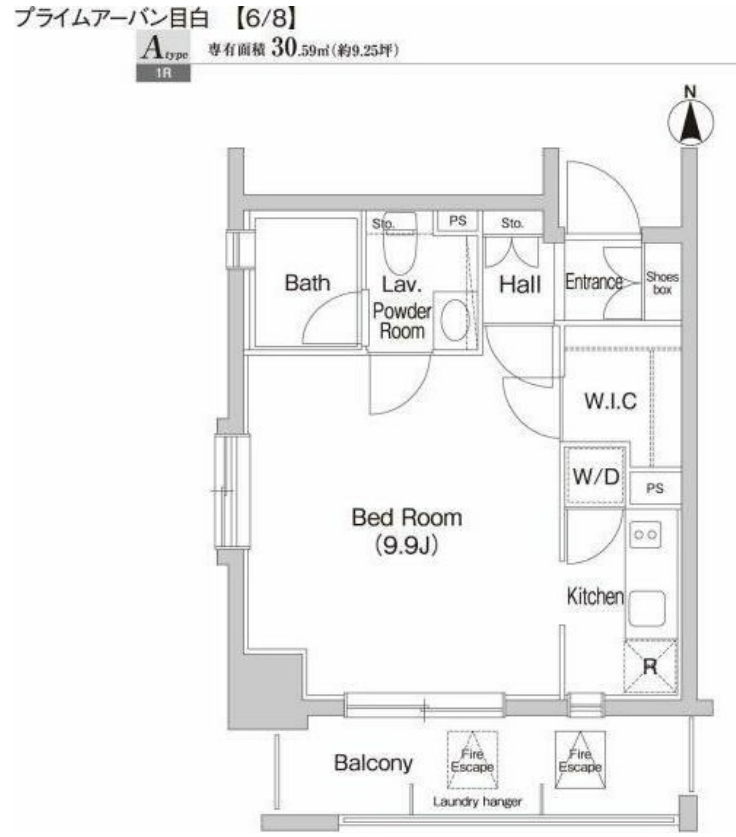 プライムアーバン目白 【6/8】
A type 専有面積 30.59㎡(約9.25坪)
1R
N
Sto.
PS
Sto.
Bath
Lav.
Hall
Entrance
Shoes
box
Powder
Room
W.I.C
W/D
PS
Bed Room
(9.9J)
Kitchen
R
Balcony
Fire
Escape
Fire
Escape
Laundry hanger